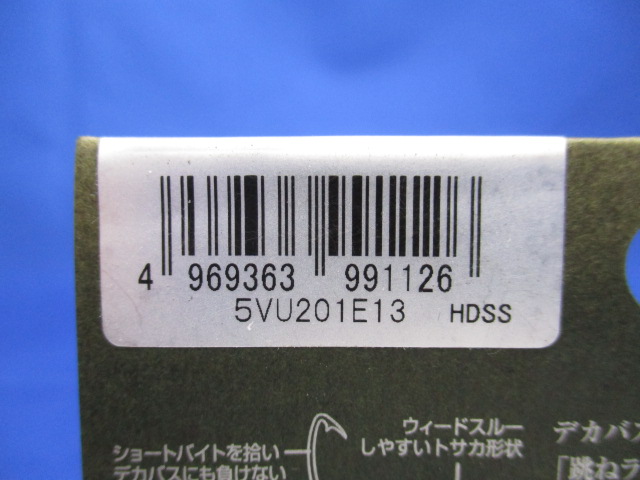 4 969363 991126
5VU201E13 HDSS
ウィードスルー
しやすいトサカ形状
ショートバイトを拾い
デカバスにも負けない
デカバス
「跳ねラ